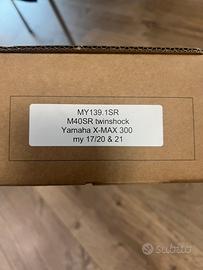 MY139.1SR
M40SR twinshock
Yamaha X-MAX 300
my 17/20 & 21
subito